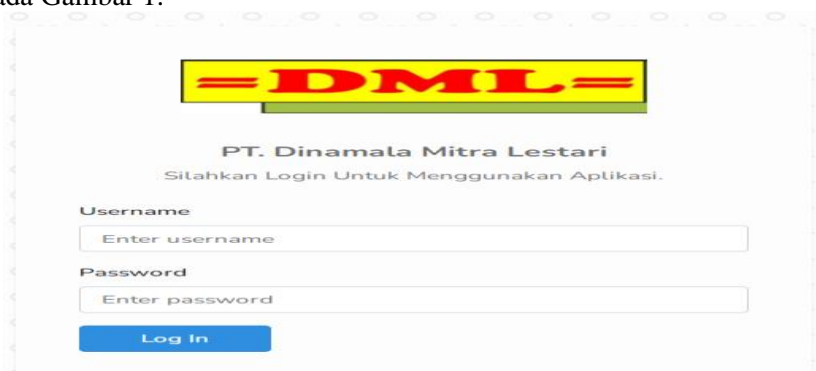 ada Gambar 1.
=DML=
PT. Dinamala Mitra Lestari
Silahkan Login Untuk Menggunakan Aplikasi.
Username
Enter username
Password
Enter password
Log In